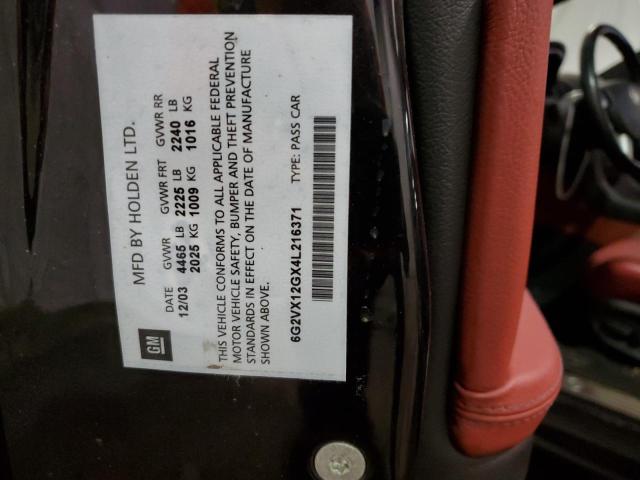 GM
MFD BY HOLDEN LTD.
DATE GVWR GVWR FRT GVWR RR
12/03 4465 LB 2225 LB 2240 LB
2025 KG 1009 KG 1016 KG
THIS VEHICLE CONFORMS TO ALL APPLICABLE FEDERAL
MOTOR VEHICLE SAFETY, BUMPER AND THEFT PREVENTION
STANDARDS IN EFFECT ON THE DATE OF MANUFACTURE
SHOWN ABOVE.
6G2VX12GX4L216371 TYPE: PASS CAR